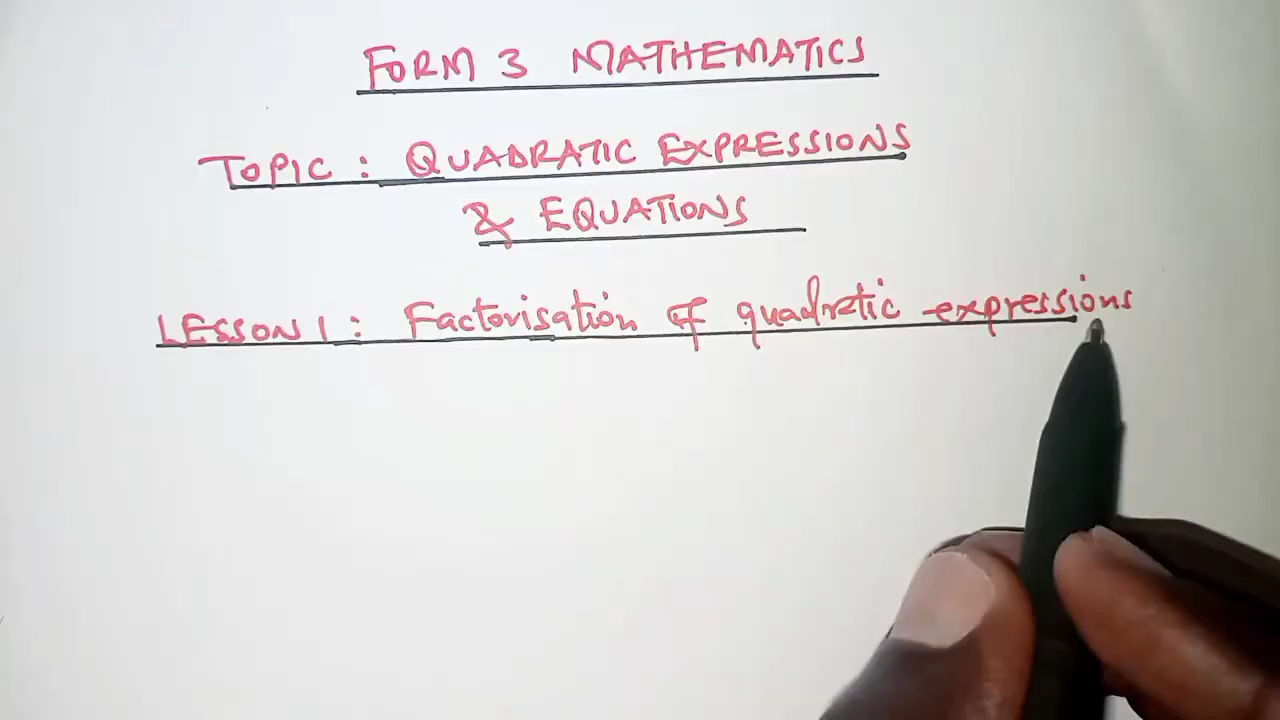 FORM 3 MATHEMATICS
TOPIC : QUADRATIC EXPRESSIONS
& EQUATIONS
LESSON 1 : Factorisation of quadratic expressions